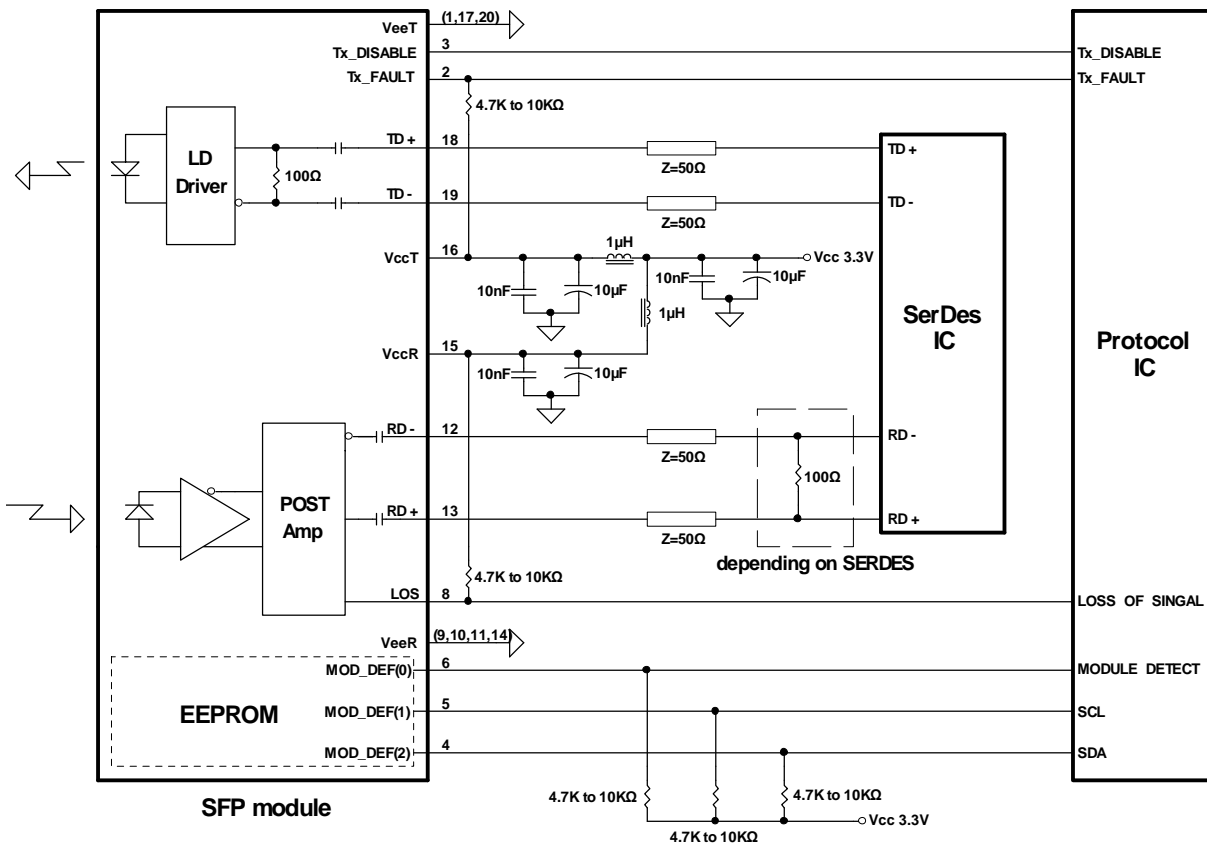 VeeT (1,17,20)
Tx_DISABLE 3 Tx_DISABLE
Tx_FAULT 2 Tx_FAULT
4.7K to 10KΩ
LD
Driver
100Ω
TD + 18 TD +
Z=50Ω
TD - 19 TD -
Z=50Ω
1µH
VccT 16 Vcc 3.3V
10nF 10µF 10nF 10µF
1µH
VccR 15
10nF 10µF
SerDes
IC
Protocol
IC
RD - 12 RD -
Z=50Ω
100Ω
POST
Amp
RD + 13 RD +
Z=50Ω
depending on SERDES
4.7K to 10KΩ
LOS 8 LOSS OF SINGAL
VeeR (9,10,11,14)
MOD_DEF(0) 6 MODULE DETECT
EEPROM MOD_DEF(1) 5 SCL
MOD_DEF(2) 4 SDA
4.7K to 10KΩ 4.7K to 10KΩ
SFP module
Vcc 3.3V
4.7K to 10KΩ